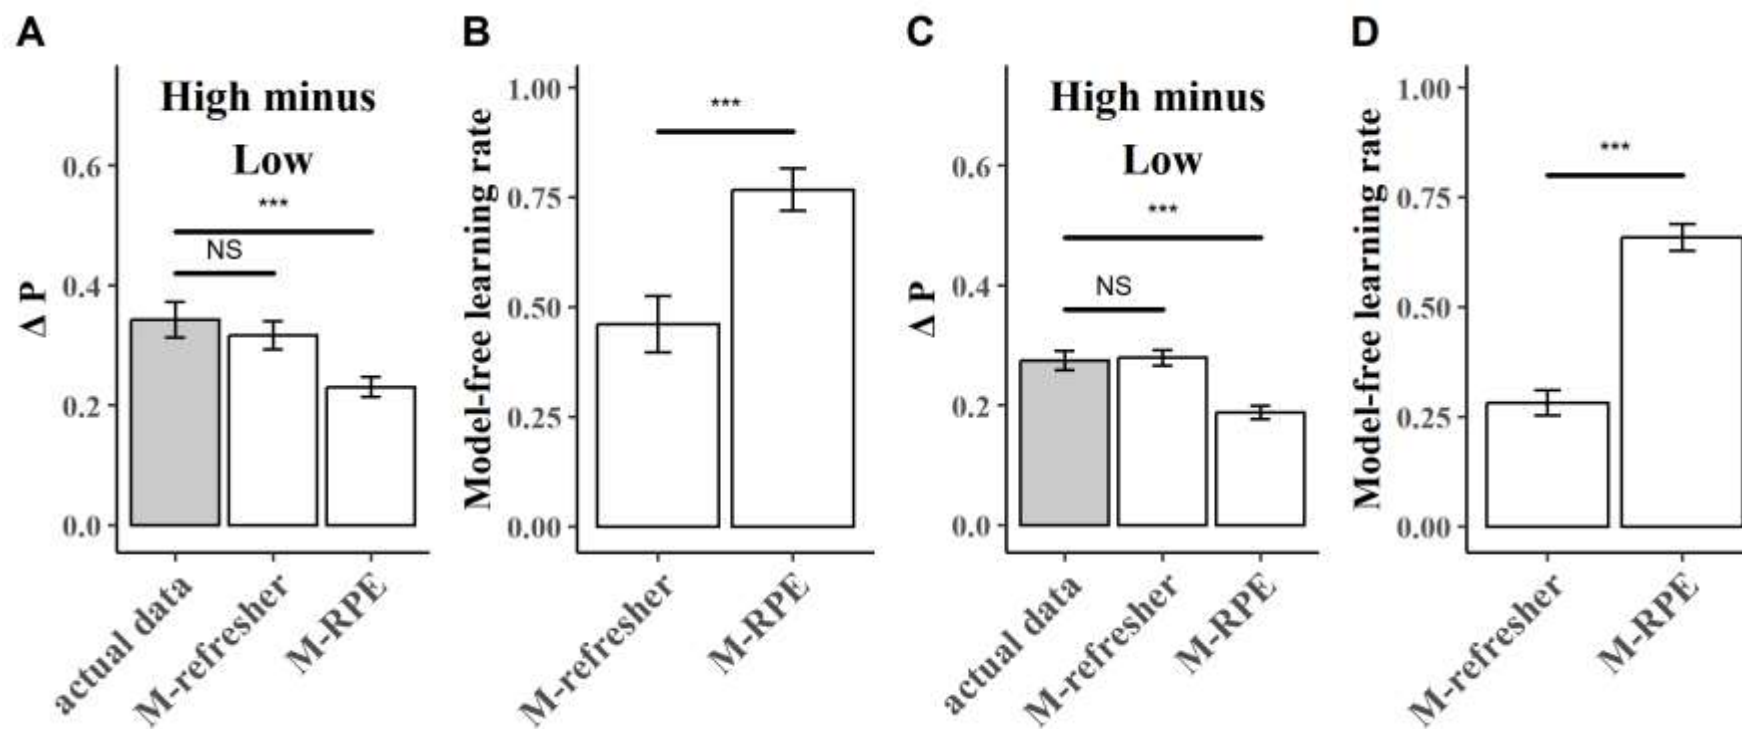 A
High minus
Low
***
NS
Δ P
0.6
0.4
0.2
0.0
actual data
M-refresher
M-RPE
B
***
Model-free learning rate
1.00
0.75
0.50
0.25
0.00
M-refresher
M-RPE
C
High minus
Low
***
NS
Δ P
0.6
0.4
0.2
0.0
actual data
M-refresher
M-RPE
D
***
Model-free learning rate
1.00
0.75
0.50
0.25
0.00
M-refresher
M-RPE